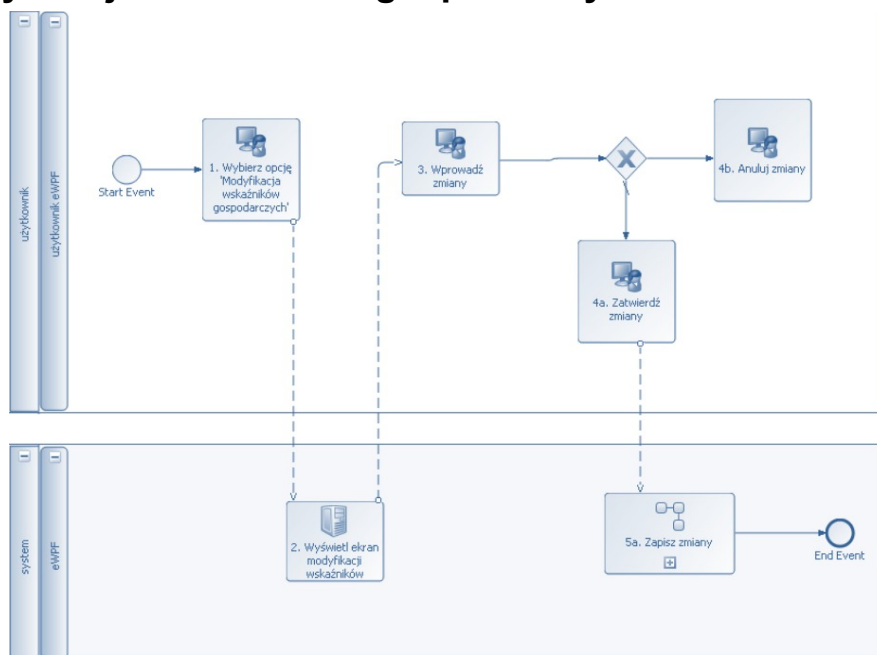 użytkownik
użytkownik eWPF
Start Event
1. Wybierz opcję
'Modyfikacja
wskaźników
gospodarczych'
3. Wprowadź
zmiany
4b. Anuluj zmiany
4a. Zatwierdź
zmiany
system
eWPF
2. Wyświetl ekran
modyfikacji
wskaźników
5a. Zapisz zmiany
End Event